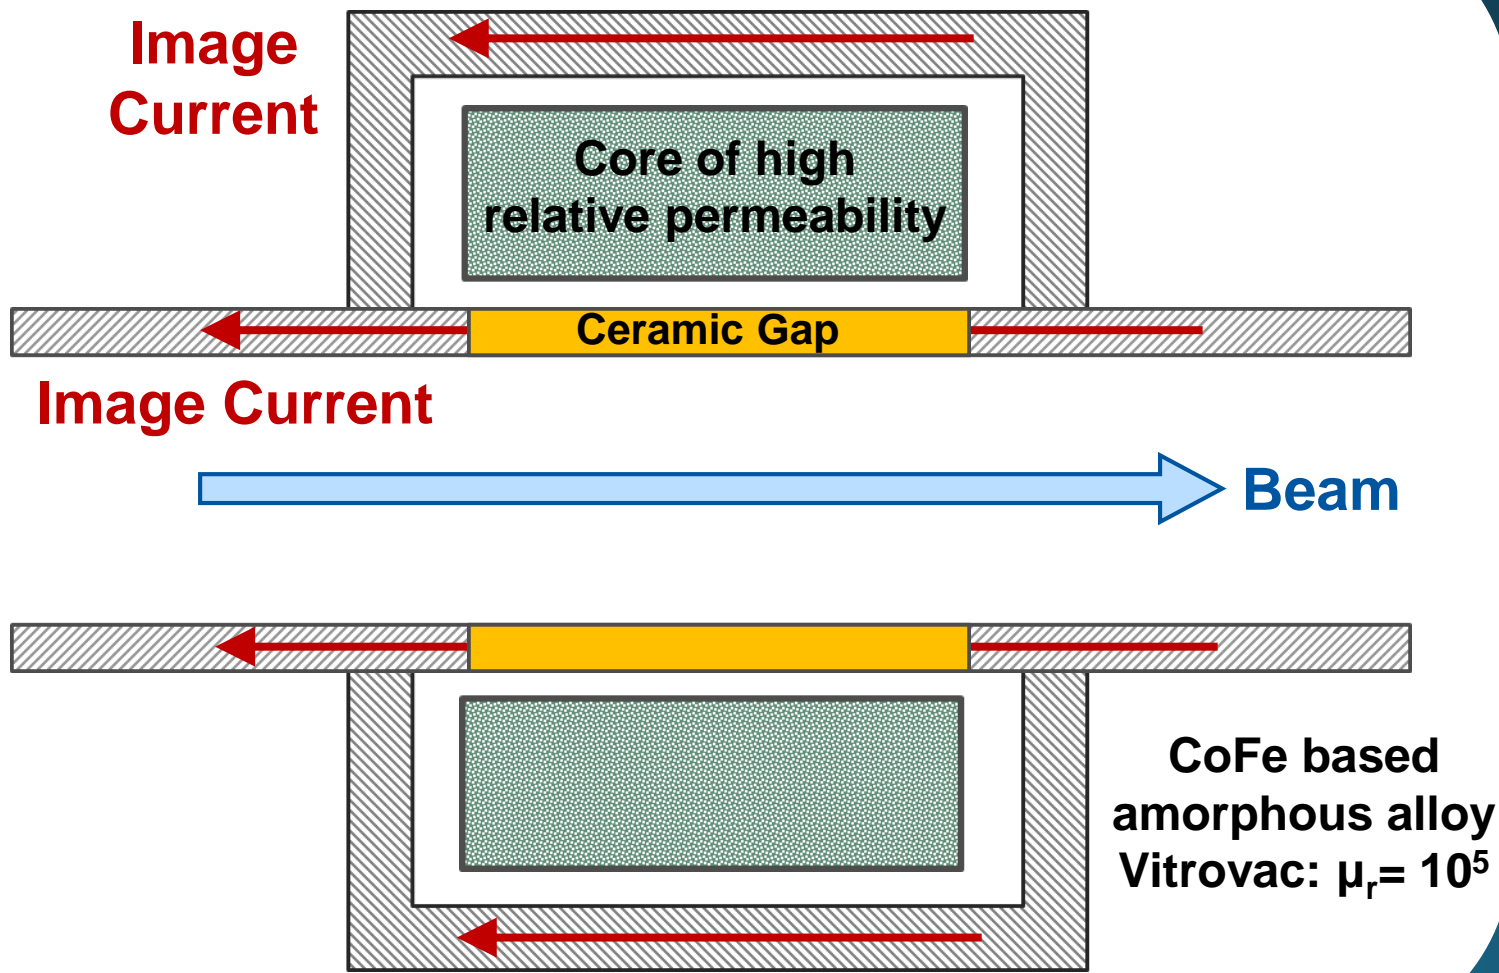 Image
Current
Core of high
relative permeability
Ceramic Gap
Image Current
Beam
CoFe based
amorphous alloy
Vitrovac: μᵣ= 10⁵